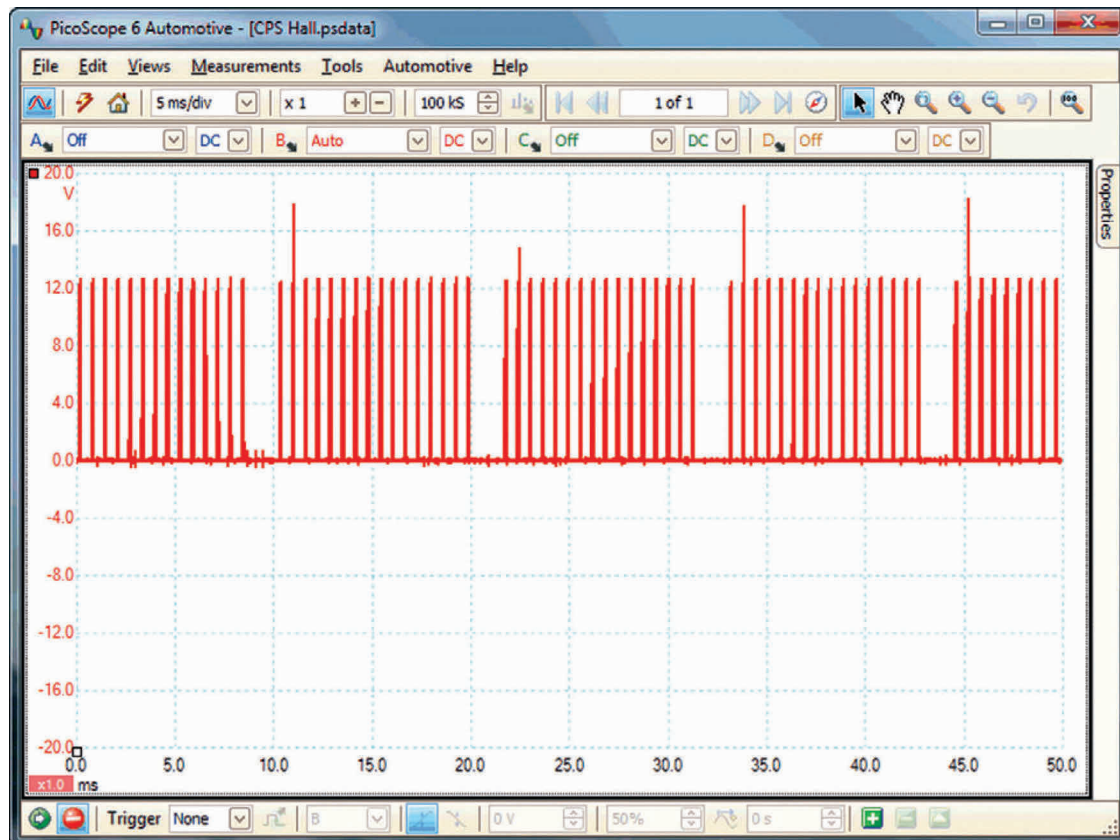 PicoScope 6 Automotive - [CPS Hall.psdata]
File Edit Views Measurements Tools Automotive Help
5 ms/div x 1 + - 100 kS 1 of 1
A Off DC B Auto DC C Off DC D Off DC
Properties
20.0
V
16.0
12.0
8.0
4.0
0.0
-4.0
-8.0
-12.0
-16.0
-20.0
0.0 5.0 10.0 15.0 20.0 25.0 30.0 35.0 40.0 45.0 50.0
x1.0 ms
Trigger None B 0 V 50% 0 s